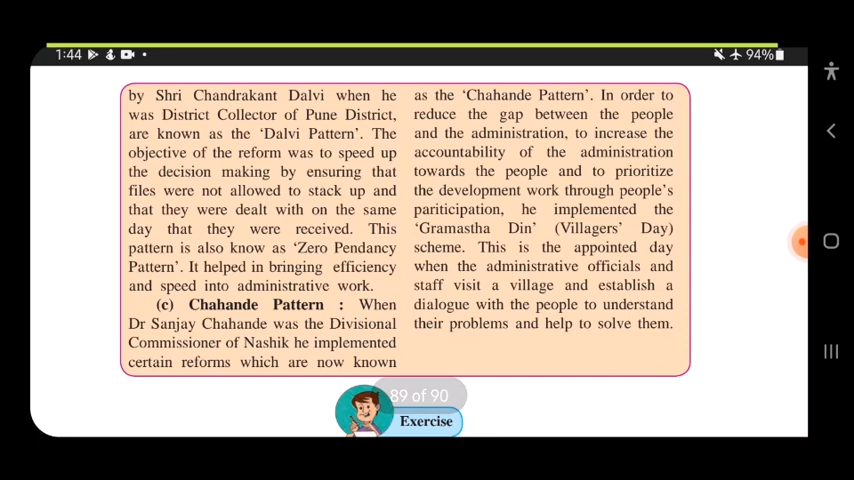 1:44
94%
by Shri Chandrakant Dalvi when he
was District Collector of Pune District,
are known as the ‘Dalvi Pattern’. The
objective of the reform was to speed up
the decision making by ensuring that
files were not allowed to stack up and
that they were dealt with on the same
day that they were received. This
pattern is also know as ‘Zero Pendancy
Pattern’. It helped in bringing efficiency
and speed into administrative work.
(c) Chahande Pattern : When
Dr Sanjay Chahande was the Divisional
Commissioner of Nashik he implemented
certain reforms which are now known
as the ‘Chahande Pattern’. In order to
reduce the gap between the people
and the administration, to increase the
accountability of the administration
towards the people and to prioritize
the development work through people’s
pariticipation, he implemented the
‘Gramastha Din’ (Villagers’ Day)
scheme. This is the appointed day
when the administrative officials and
staff visit a village and establish a
dialogue with the people to understand
their problems and help to solve them.
89 of 90
Exercise